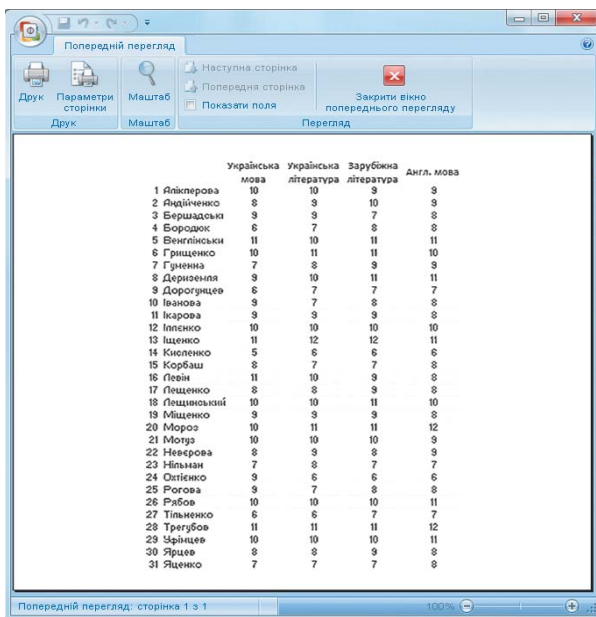 Попередній перегляд
Друк
Параметри сторінки
Масштаб
Наступна сторінка
Попередня сторінка
Показати поля
Закрити вікно попереднього перегляду
Друк Масштаб Перегляд
Українська мова Українська література Зарубіжна література Англ. мова
1 Алікперова 10 10 9 9
2 Андійченко 8 9 10 9
3 Бершадськи 9 9 7 8
4 Бородюк 6 7 8 8
5 Венглінськи 11 10 11 11
6 Грищенко 10 11 11 10
7 Гуменна 7 8 9 9
8 Дериземля 9 10 11 11
9 Дорогунцев 6 7 7 7
10 Іванова 9 7 8 8
11 Ікарова 9 9 9 8
12 Іллєнко 10 10 10 10
13 Іщенко 11 12 12 11
14 Кисленко 5 6 6 6
15 Корбаш 8 7 7 8
16 Левін 11 10 9 8
17 Лещенко 8 8 9 8
18 Лещинський 10 10 11 10
19 Міщенко 9 9 9 8
20 Мороз 10 11 11 12
21 Мотуз 10 10 10 9
22 Невєрова 8 9 8 9
23 Нільман 7 8 7 7
24 Охтієнко 9 6 6 6
25 Рогова 9 7 8 8
26 Рябов 10 10 10 11
27 Тільненко 6 6 7 7
28 Трегубов 11 11 11 12
29 Уфімцев 10 10 10 11
30 Ярцев 8 8 9 8
31 Яценко 7 7 7 8
Попередній перегляд: сторінка 1 з 1 100%